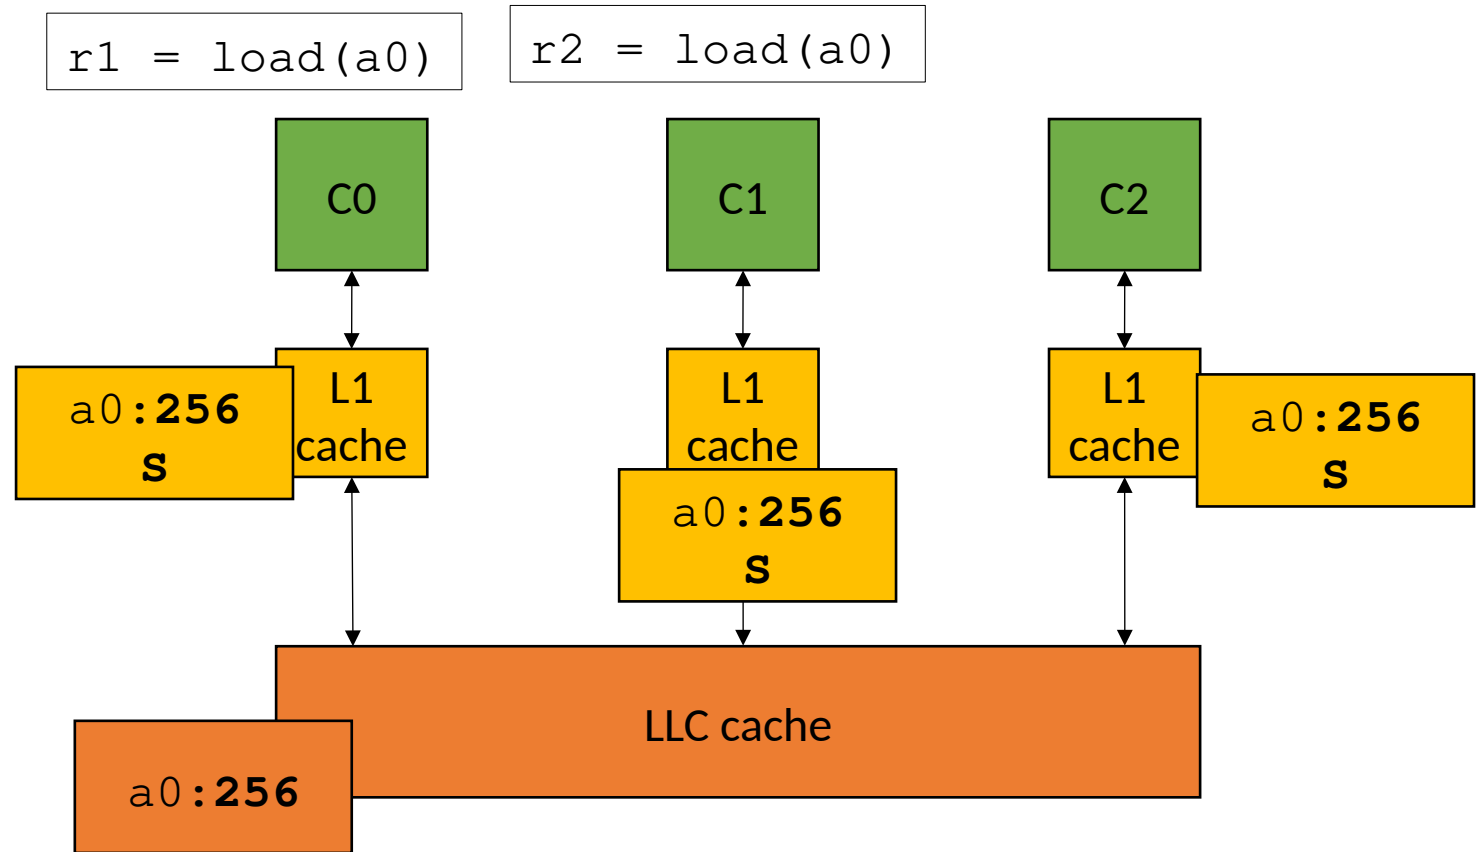 r1 = load(a0)
r2 = load(a0)
C0
C1
C2
L1
cache
a0:256
S
L1
cache
a0:256
S
L1
cache
a0:256
S
LLC cache
a0:256